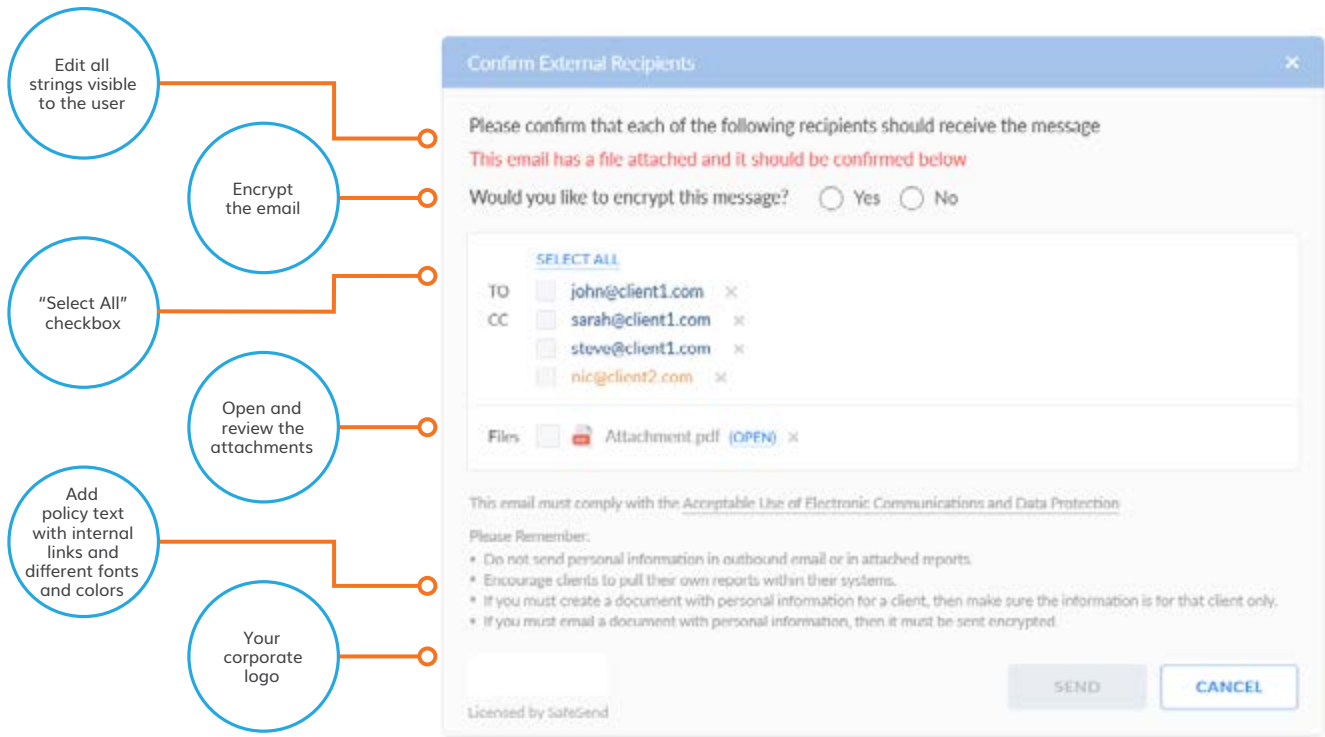 Edit all
strings visible
to the user
Encrypt
the email
“Select All”
checkbox
Open and
review the
attachments
Add
policy text
with internal
links and
different fonts
and colors
Your
corporate
logo
Confirm External Recipients
Please confirm that each of the following recipients should receive the message
This email has a file attached and it should be confirmed below
Would you like to encrypt this message? Yes No
SELECT ALL
TO john@client1.com
CC sarah@client1.com
steve@client1.com
nic@client2.com
Files Attachment.pdf (OPEN)
This email must comply with the Acceptable Use of Electronic Communications and Data Protection
Please Remember:
• Do not send personal information in outbound email or in attached reports.
• Encourage clients to pull their own reports within their systems.
• If you must create a document with personal information for a client, then make sure the information is for that client only.
• If you must email a document with personal information, then it must be sent encrypted.
SEND CANCEL
Licensed by SafeSend